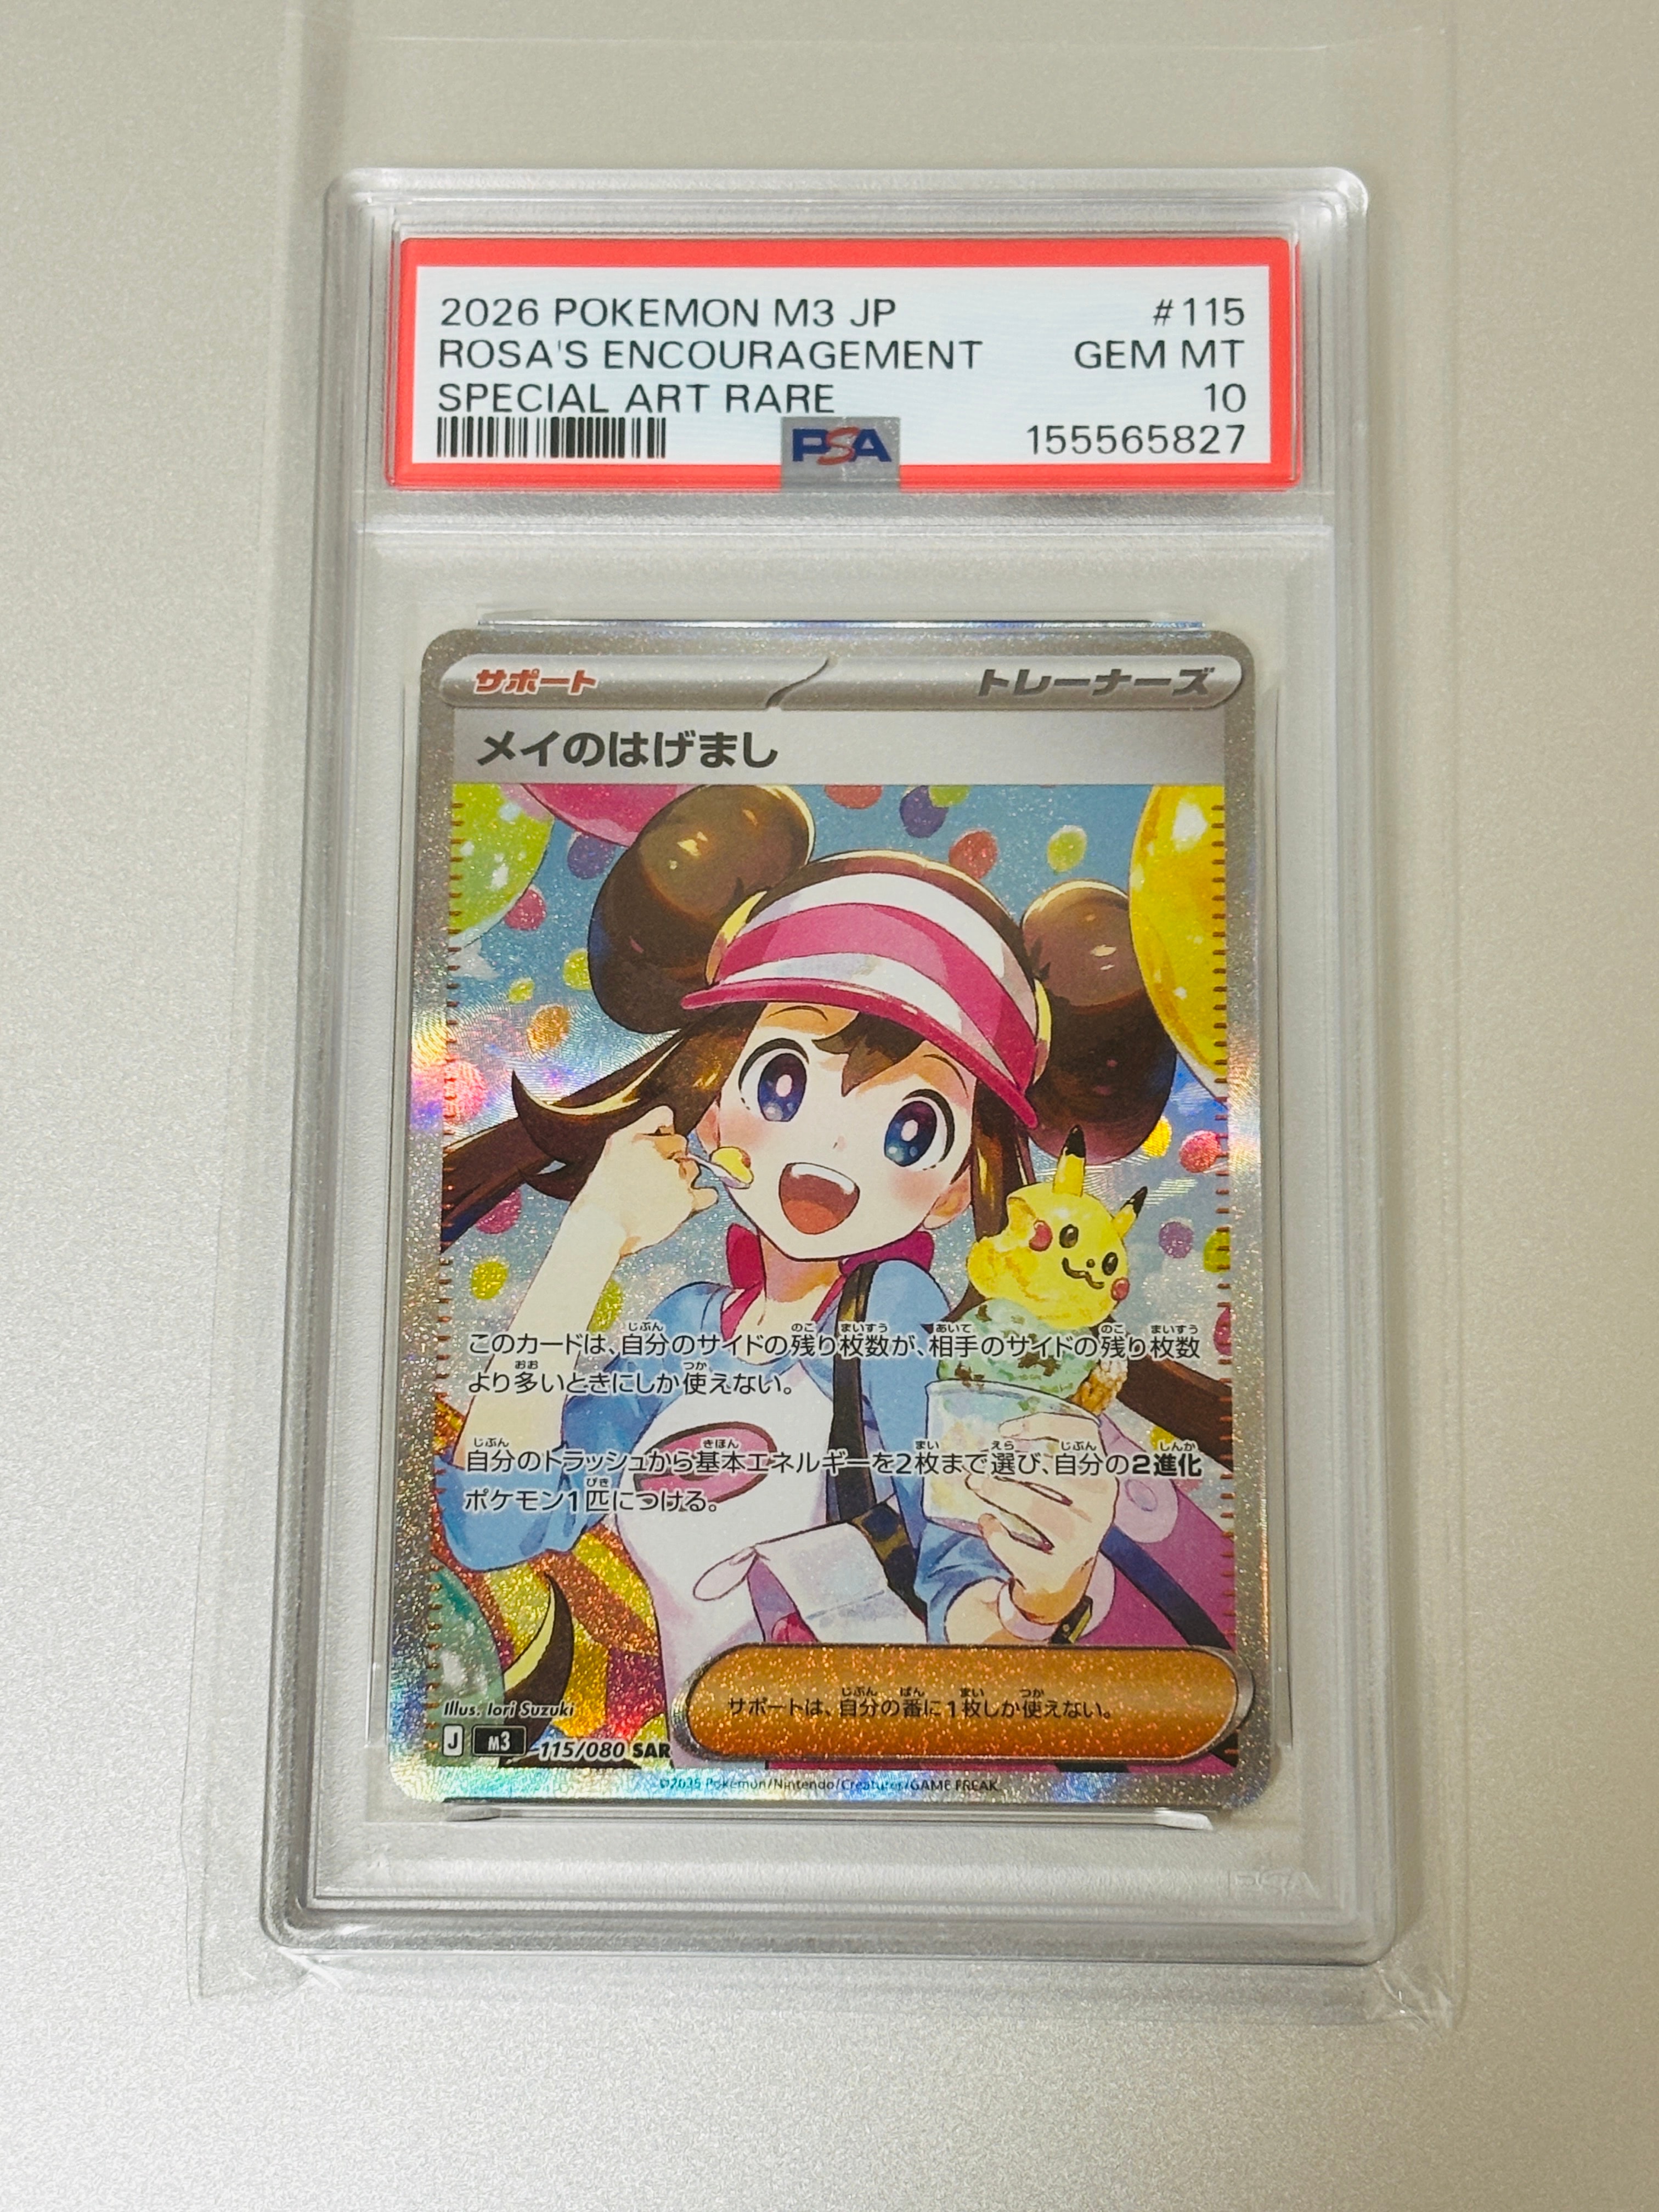 2026 POKEMON M3 JP #115
ROSA'S ENCOURAGEMENT GEM MT
SPECIAL ART RARE 10
PSA 155565827
サポート トレーナーズ
メイのはげまし
このカードは、自分のサイドの残り枚数が、相手のサイドの残り枚数
より多いときにしか使えない。
自分のトラッシュから基本エネルギーを2枚まで選び、自分の2進化
ポケモン1匹につける。
サポートは、自分の番に1枚しか使えない。
Illus. Iori Suzuki
J M3 115/080 SAR
©2025 Pokémon/Nintendo/Creatures/GAME FREAK
PSA